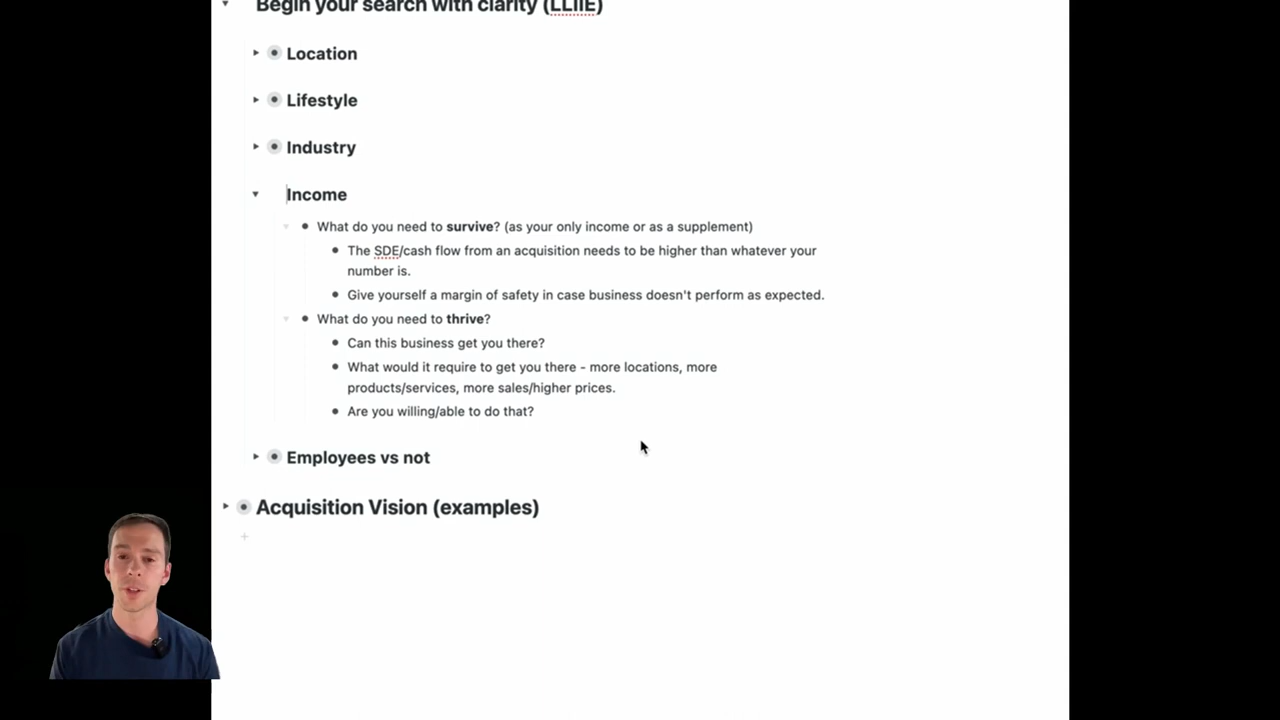 Begin your search with clarity (LLIIE)
Location
Lifestyle
Industry
Income
What do you need to survive? (as your only income or as a supplement)
The SDE/cash flow from an acquisition needs to be higher than whatever your
number is.
Give yourself a margin of safety in case business doesn't perform as expected.
What do you need to thrive?
Can this business get you there?
What would it require to get you there - more locations, more
products/services, more sales/higher prices.
Are you willing/able to do that?
Employees vs not
Acquisition Vision (examples)